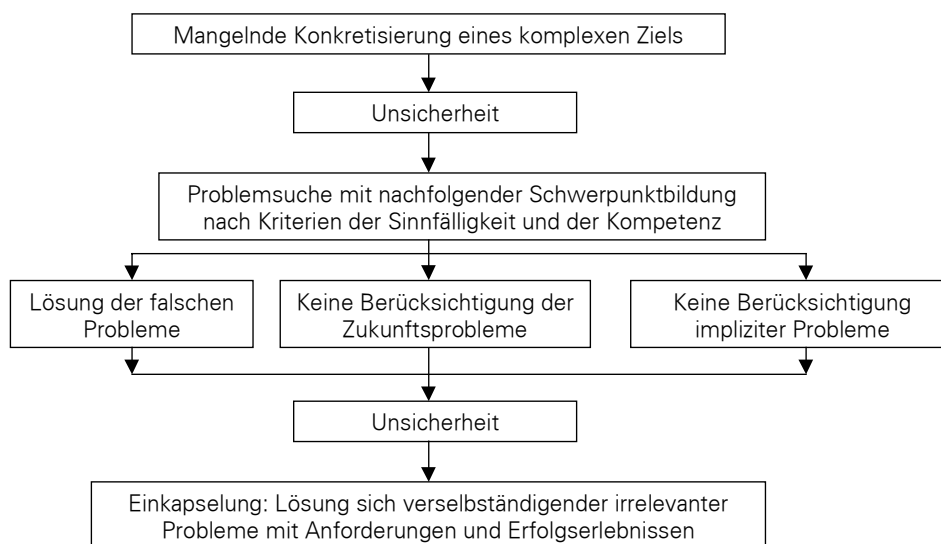 Mangelnde Konkretisierung eines komplexen Ziels
Unsicherheit
Problemsuche mit nachfolgender Schwerpunktbildung
nach Kriterien der Sinnfälligkeit und der Kompetenz
Lösung der falschen
Probleme
Keine Berücksichtigung der
Zukunftsprobleme
Keine Berücksichtigung
impliziter Probleme
Unsicherheit
Einkapselung: Lösung sich verselbständigender irrelevanter
Probleme mit Anforderungen und Erfolgserlebnissen